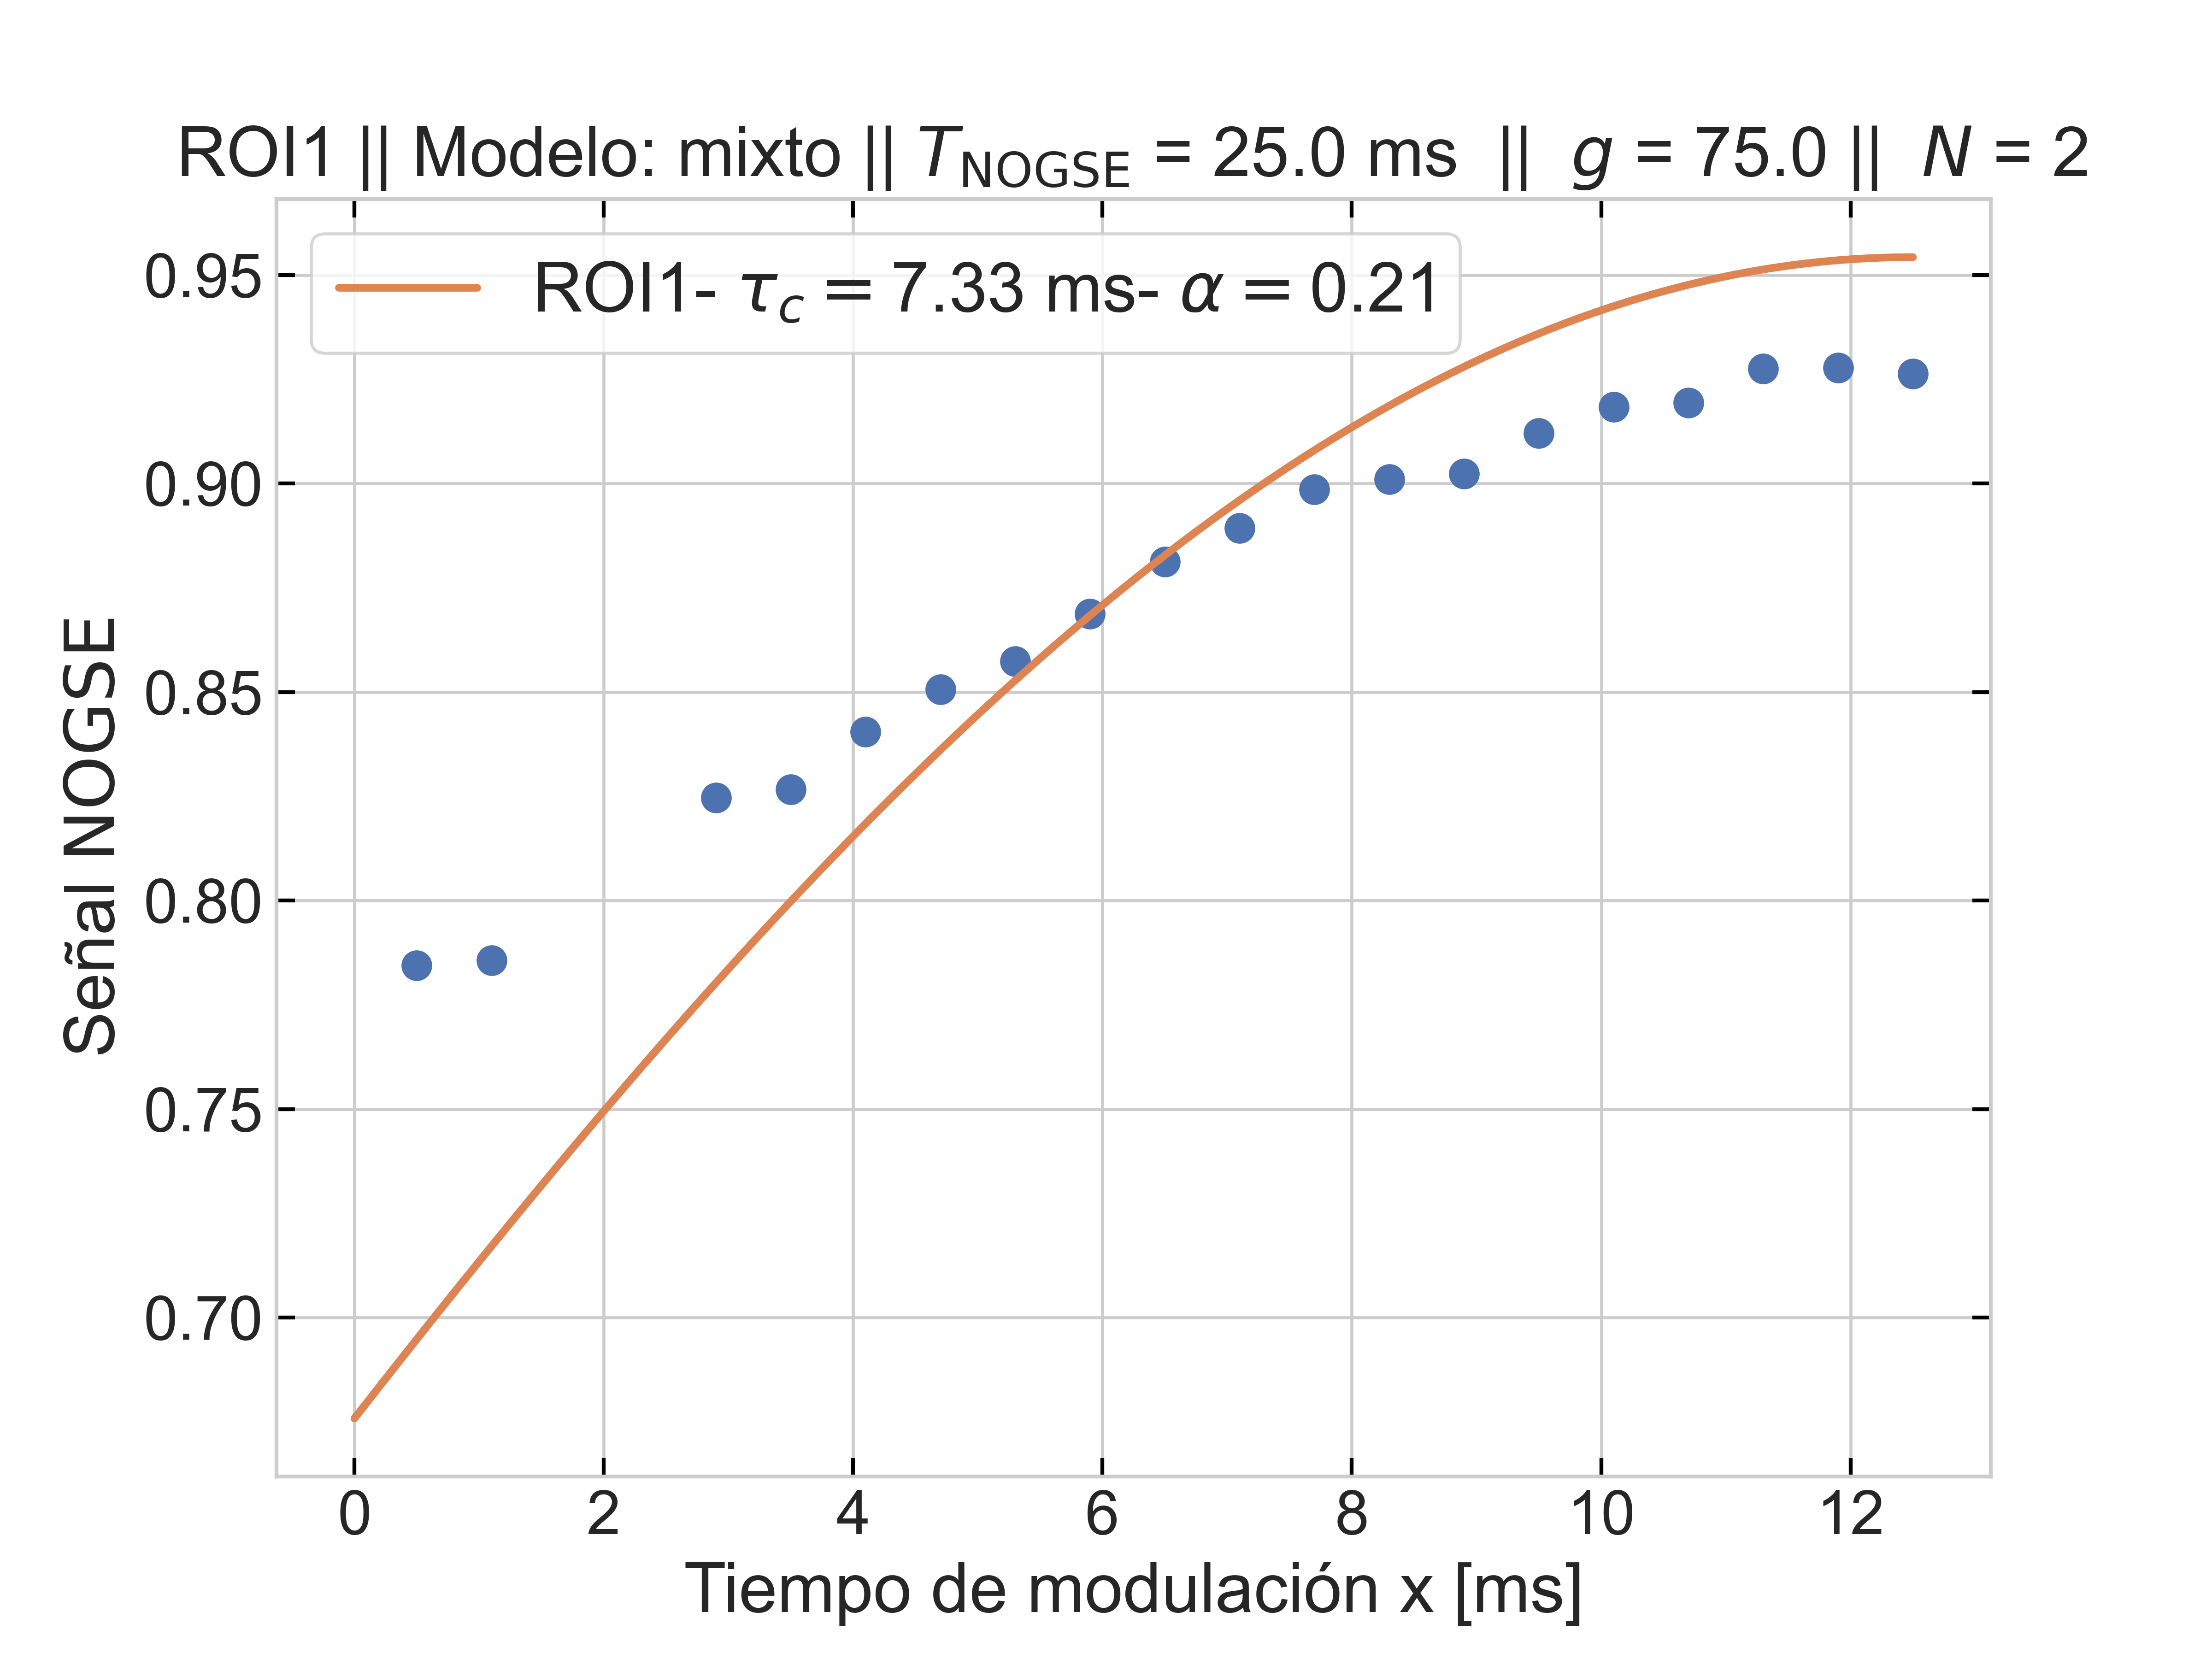 ROI1 || Modelo: mixto || T_NOGSE = 25.0 ms || g = 75.0 || N = 2
ROI1- τ_c = 7.33 ms- α = 0.21
Señal NOGSE
0.95
0.90
0.85
0.80
0.75
0.70
0 2 4 6 8 10 12
Tiempo de modulación x [ms]